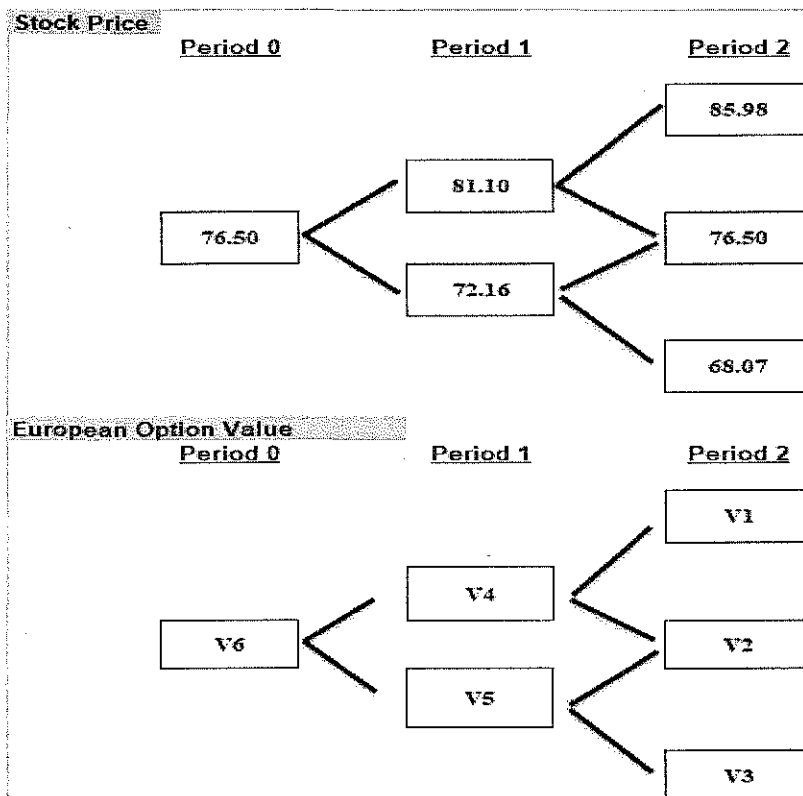 Stock Price
Period 0 Period 1 Period 2
85.98
81.10
76.50 76.50
72.16
68.07
European Option Value
Period 0 Period 1 Period 2
V1
V4
V6 V2
V5
V3